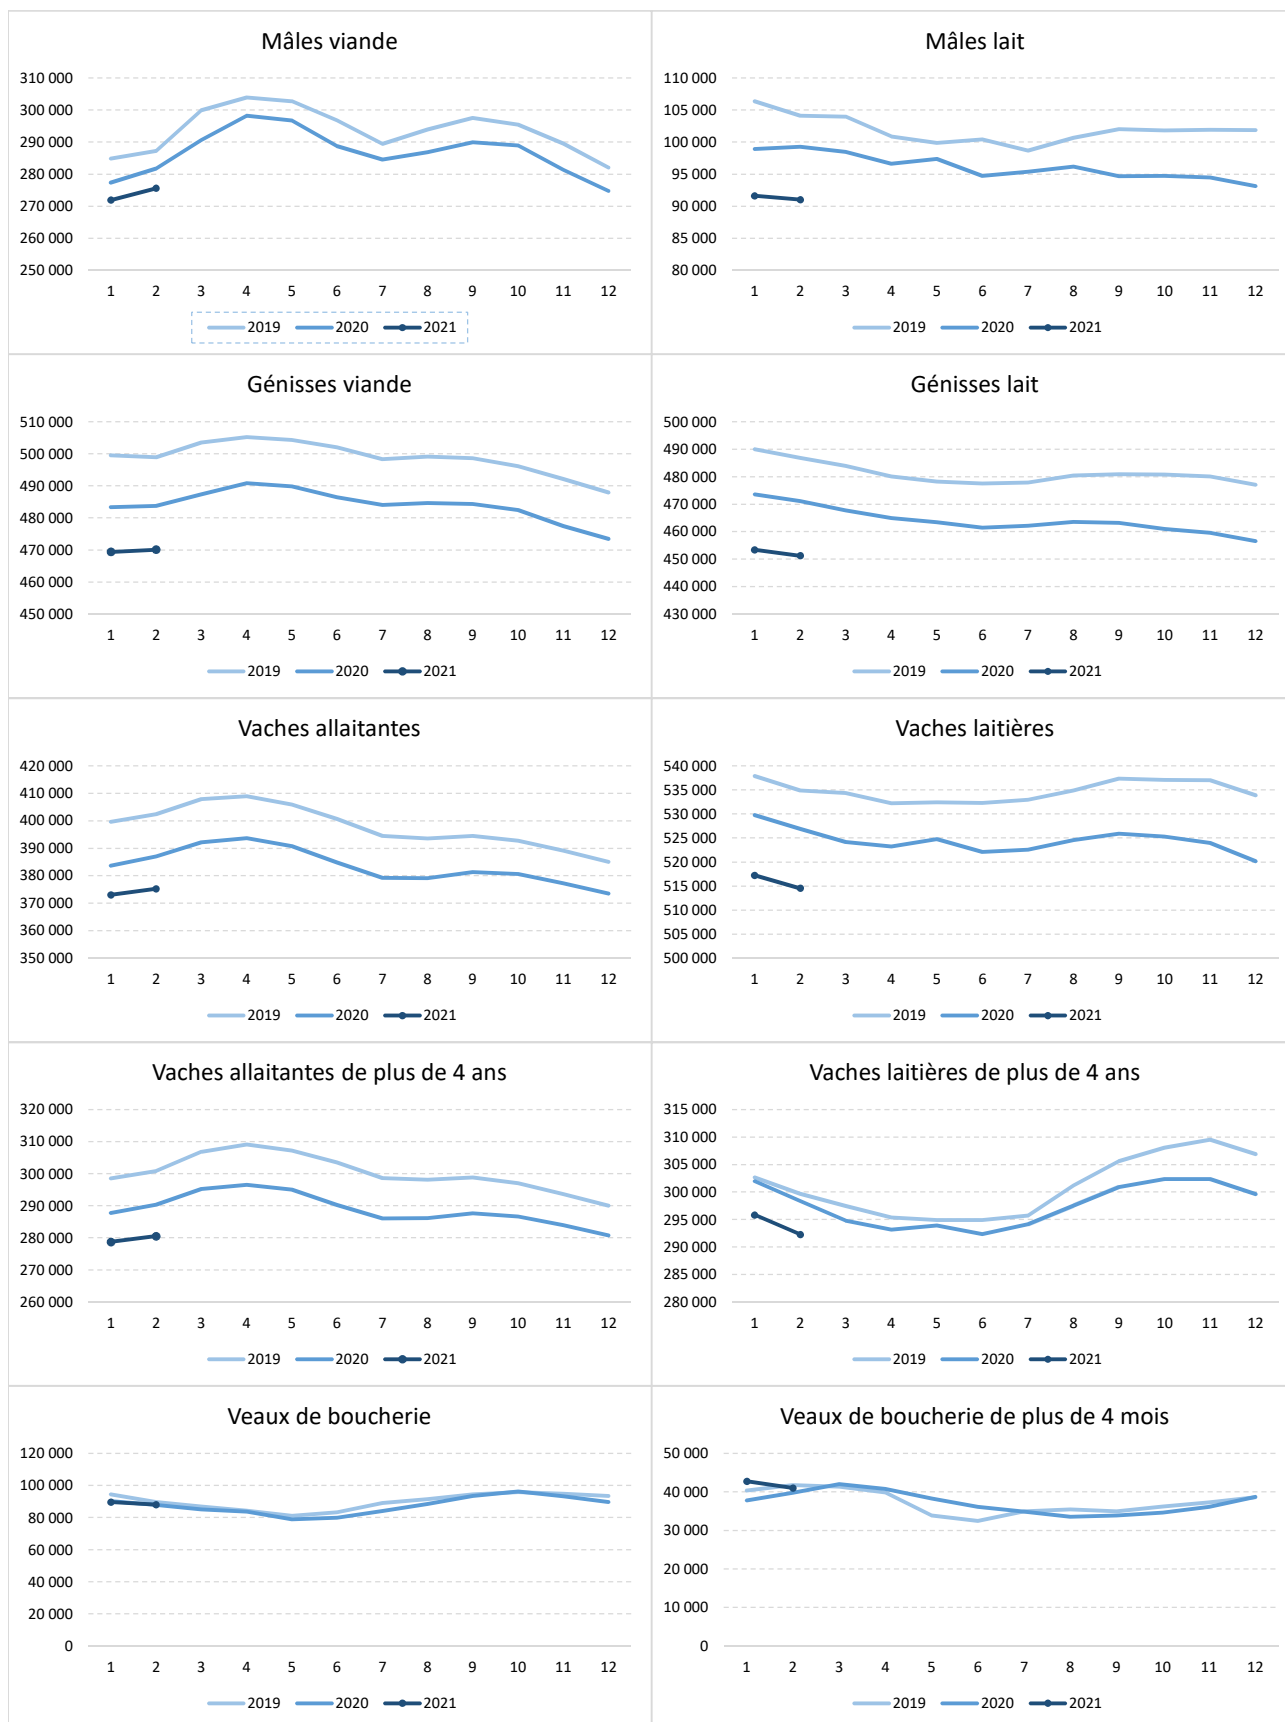 Mâles viande
310 000
300 000
290 000
280 000
270 000
260 000
250 000
1 2 3 4 5 6 7 8 9 10 11 12
2019 2020 2021
Mâles lait
110 000
105 000
100 000
95 000
90 000
85 000
80 000
1 2 3 4 5 6 7 8 9 10 11 12
2019 2020 2021
Génisses viande
510 000
500 000
490 000
480 000
470 000
460 000
450 000
1 2 3 4 5 6 7 8 9 10 11 12
2019 2020 2021
Génisses lait
500 000
490 000
480 000
470 000
460 000
450 000
440 000
430 000
1 2 3 4 5 6 7 8 9 10 11 12
2019 2020 2021
Vaches allaitantes
420 000
410 000
400 000
390 000
380 000
370 000
360 000
350 000
1 2 3 4 5 6 7 8 9 10 11 12
2019 2020 2021
Vaches laitières
540 000
535 000
530 000
525 000
520 000
515 000
510 000
505 000
500 000
1 2 3 4 5 6 7 8 9 10 11 12
2019 2020 2021
Vaches allaitantes de plus de 4 ans
320 000
310 000
300 000
290 000
280 000
270 000
260 000
1 2 3 4 5 6 7 8 9 10 11 12
2019 2020 2021
Vaches laitières de plus de 4 ans
315 000
310 000
305 000
300 000
295 000
290 000
285 000
280 000
1 2 3 4 5 6 7 8 9 10 11 12
2019 2020 2021
Veaux de boucherie
120 000
100 000
80 000
60 000
40 000
20 000
0
1 2 3 4 5 6 7 8 9 10 11 12
2019 2020 2021
Veaux de boucherie de plus de 4 mois
50 000
40 000
30 000
20 000
10 000
0
1 2 3 4 5 6 7 8 9 10 11 12
2019 2020 2021